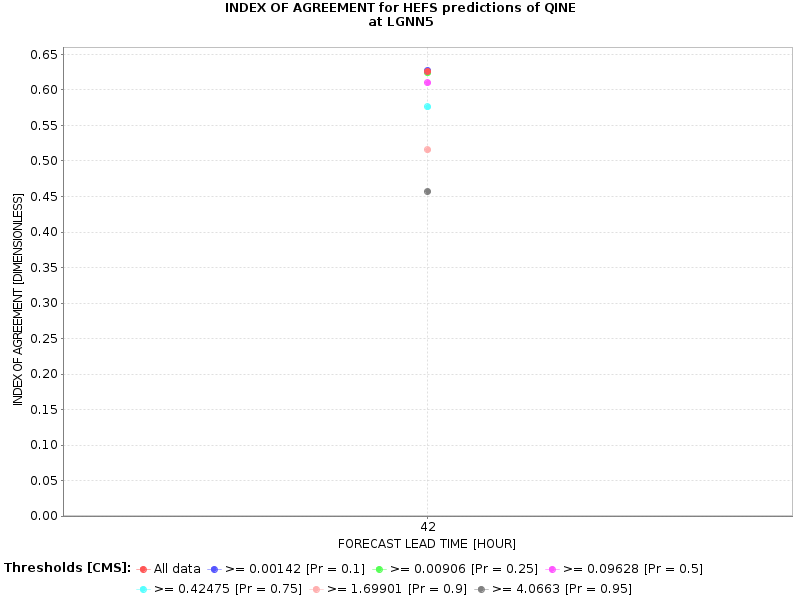 INDEX OF AGREEMENT for HEFS predictions of QINE
at LGNN5
0.65
0.60
0.55
0.50
0.45
0.40
0.35
0.30
0.25
0.20
0.15
0.10
0.05
0.00
INDEX OF AGREEMENT [DIMENSIONLESS]
42
FORECAST LEAD TIME [HOUR]
Thresholds [CMS]: All data >= 0.00142 [Pr = 0.1] >= 0.00906 [Pr = 0.25] >= 0.09628 [Pr = 0.5]
>= 0.42475 [Pr = 0.75] >= 1.69901 [Pr = 0.9] >= 4.0663 [Pr = 0.95]